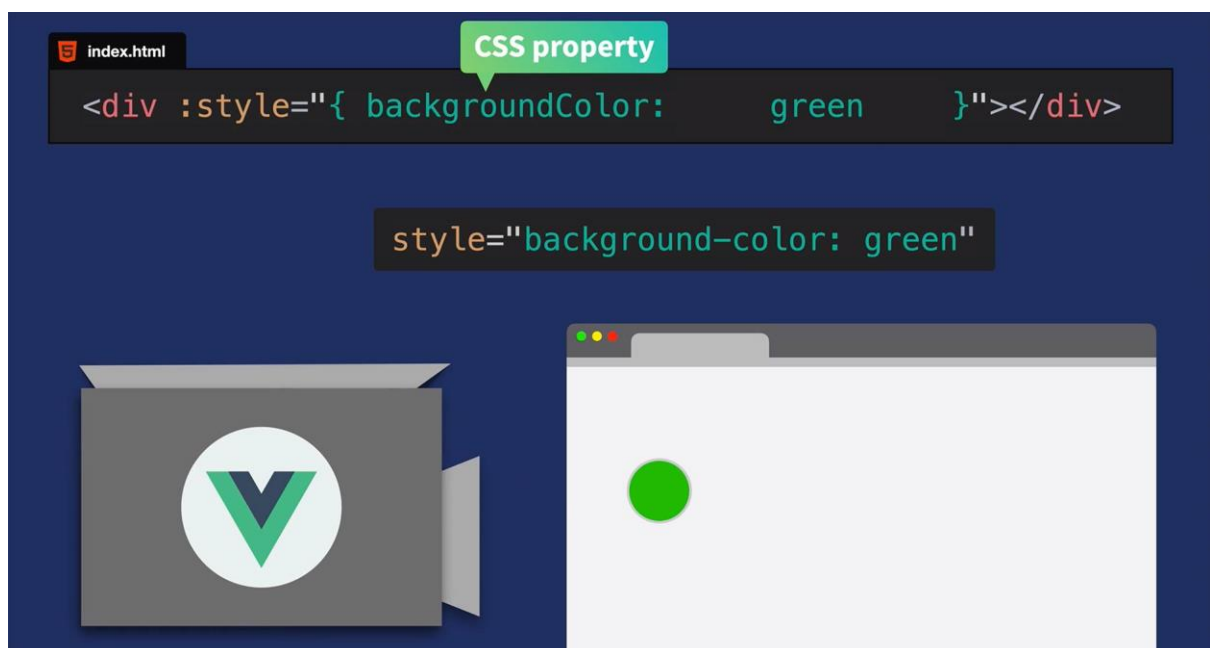 CSS property
index.html
<div :style="{ backgroundColor: green }"></div>
style="background-color: green"